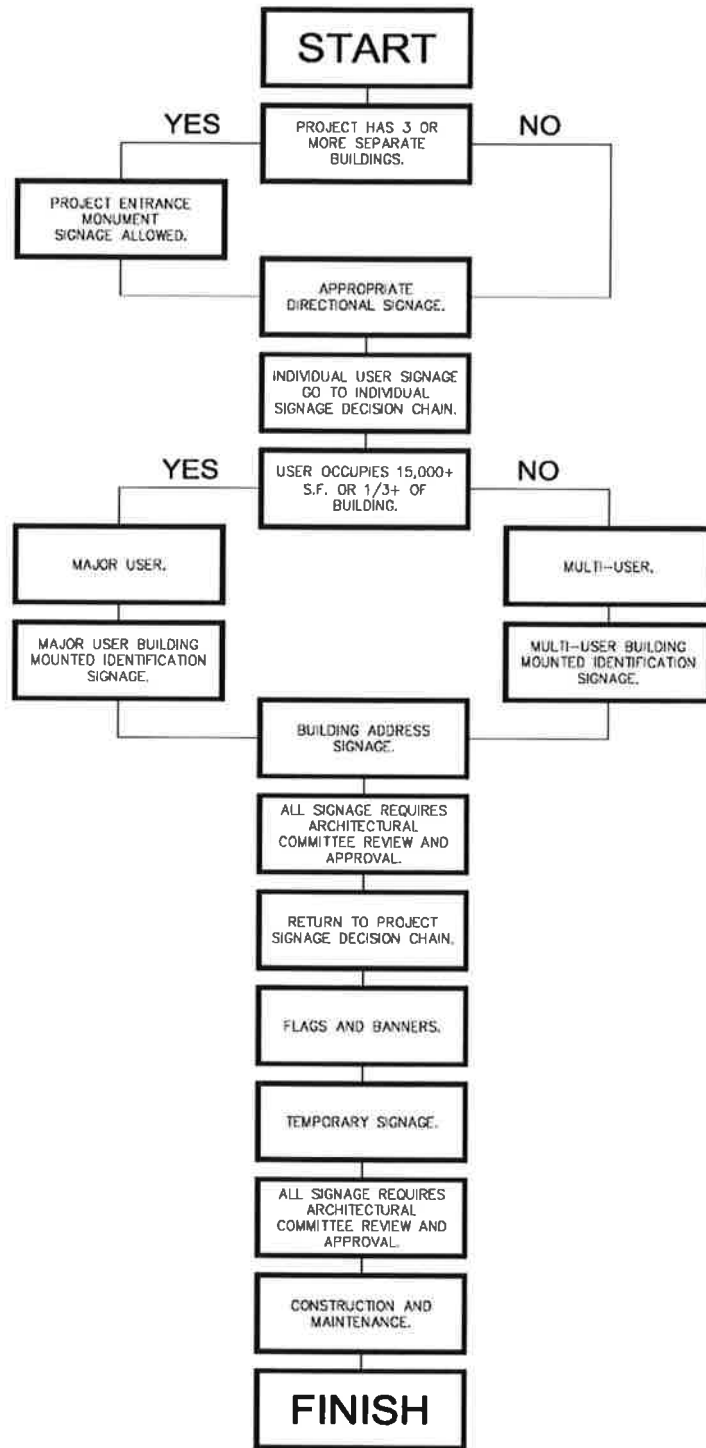 START
YES
NO
PROJECT HAS 3 OR
MORE SEPARATE
BUILDINGS.
PROJECT ENTRANCE
MONUMENT
SIGNAGE ALLOWED.
APPROPRIATE
DIRECTIONAL SIGNAGE.
INDIVIDUAL USER SIGNAGE
GO TO INDIVIDUAL
SIGNAGE DECISION CHAIN.
YES
NO
USER OCCUPIES 15,000+
S.F. OR 1/3+ OF
BUILDING.
MAJOR USER.
MULTI-USER.
MAJOR USER BUILDING
MOUNTED IDENTIFICATION
SIGNAGE.
MULTI-USER BUILDING
MOUNTED IDENTIFICATION
SIGNAGE.
BUILDING ADDRESS
SIGNAGE.
ALL SIGNAGE REQUIRES
ARCHITECTURAL
COMMITTEE REVIEW AND
APPROVAL.
RETURN TO PROJECT
SIGNAGE DECISION CHAIN.
FLAGS AND BANNERS.
TEMPORARY SIGNAGE.
ALL SIGNAGE REQUIRES
ARCHITECTURAL
COMMITTEE REVIEW AND
APPROVAL.
CONSTRUCTION AND
MAINTENANCE.
FINISH